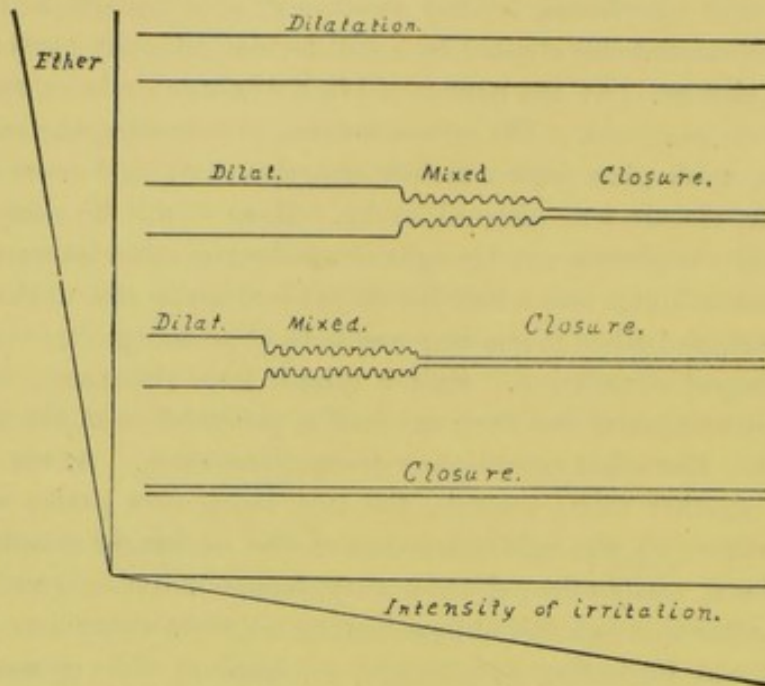 Dilatation.
Ether
Dilat. Mixed Closure.
Dilat. Mixed. Closure.
Closure.
Intensity of irritation.